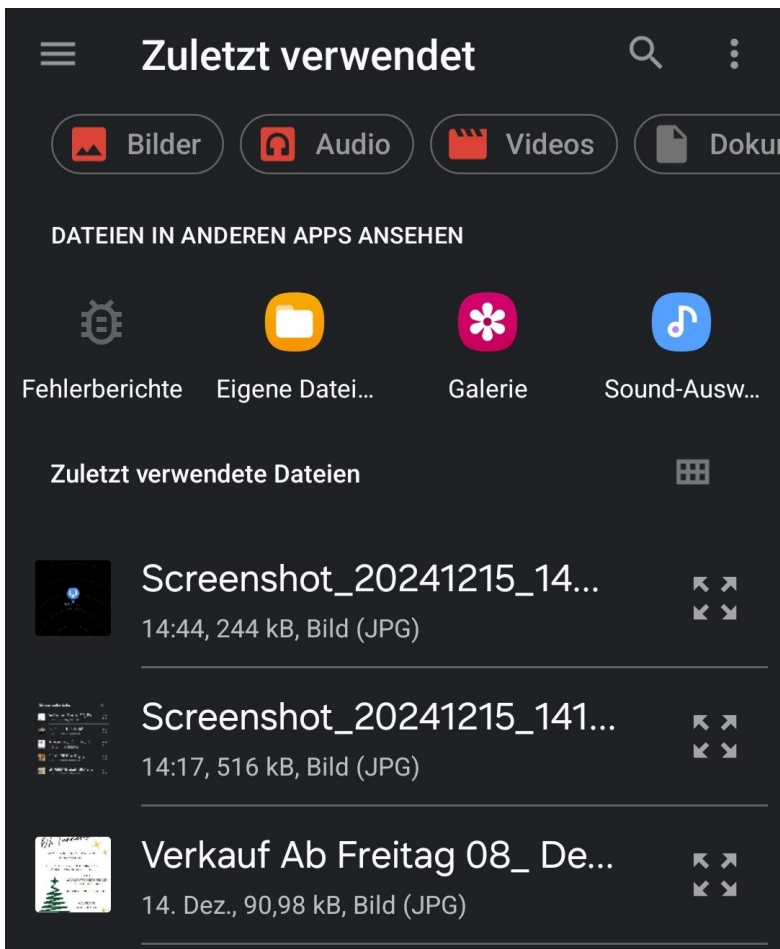 Zuletzt verwendet
Bilder Audio Videos Doku
DATEIEN IN ANDEREN APPS ANSEHEN
Fehlerberichte Eigene Datei... Galerie Sound-Ausw...
Zuletzt verwendete Dateien
Screenshot_20241215_14...
14:44, 244 kB, Bild (JPG)
Screenshot_20241215_141...
14:17, 516 kB, Bild (JPG)
Verkauf Ab Freitag 08_ De...
14. Dez., 90,98 kB, Bild (JPG)